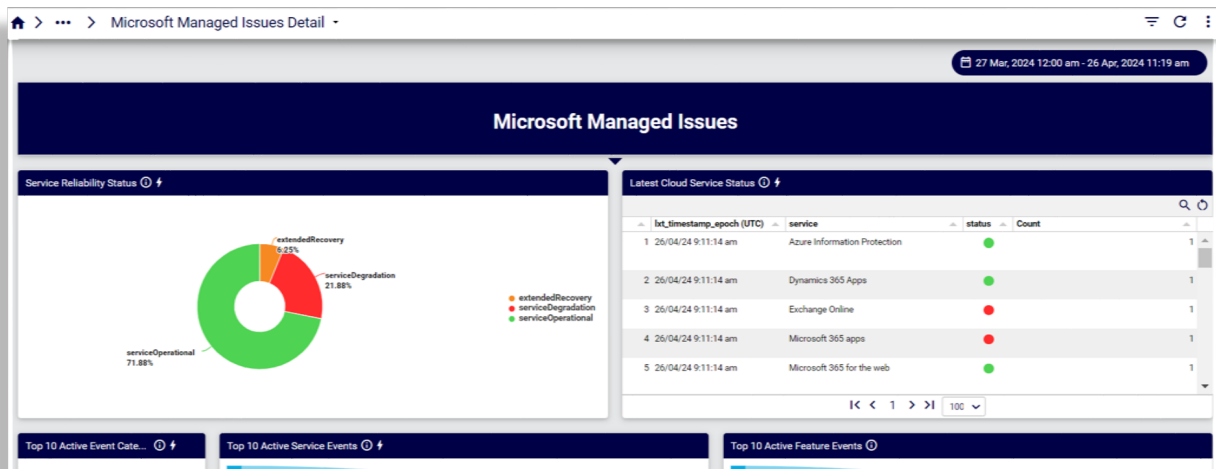 Microsoft Managed Issues Detail
27 Mar, 2024 12:00 am - 26 Apr, 2024 11:19 am
Microsoft Managed Issues
Service Reliability Status
extendedRecovery
6.25%
serviceDegradation
21.88%
serviceOperational
71.88%
extendedRecovery
serviceDegradation
serviceOperational
Latest Cloud Service Status
lxt_timestamp_epoch (UTC) service status Count
1 26/04/24 9:11:14 am Azure Information Protection 1
2 26/04/24 9:11:14 am Dynamics 365 Apps 1
3 26/04/24 9:11:14 am Exchange Online 1
4 26/04/24 9:11:14 am Microsoft 365 apps 1
5 26/04/24 9:11:14 am Microsoft 365 for the web 1
1 100
Top 10 Active Event Cate...
Top 10 Active Service Events
Top 10 Active Feature Events